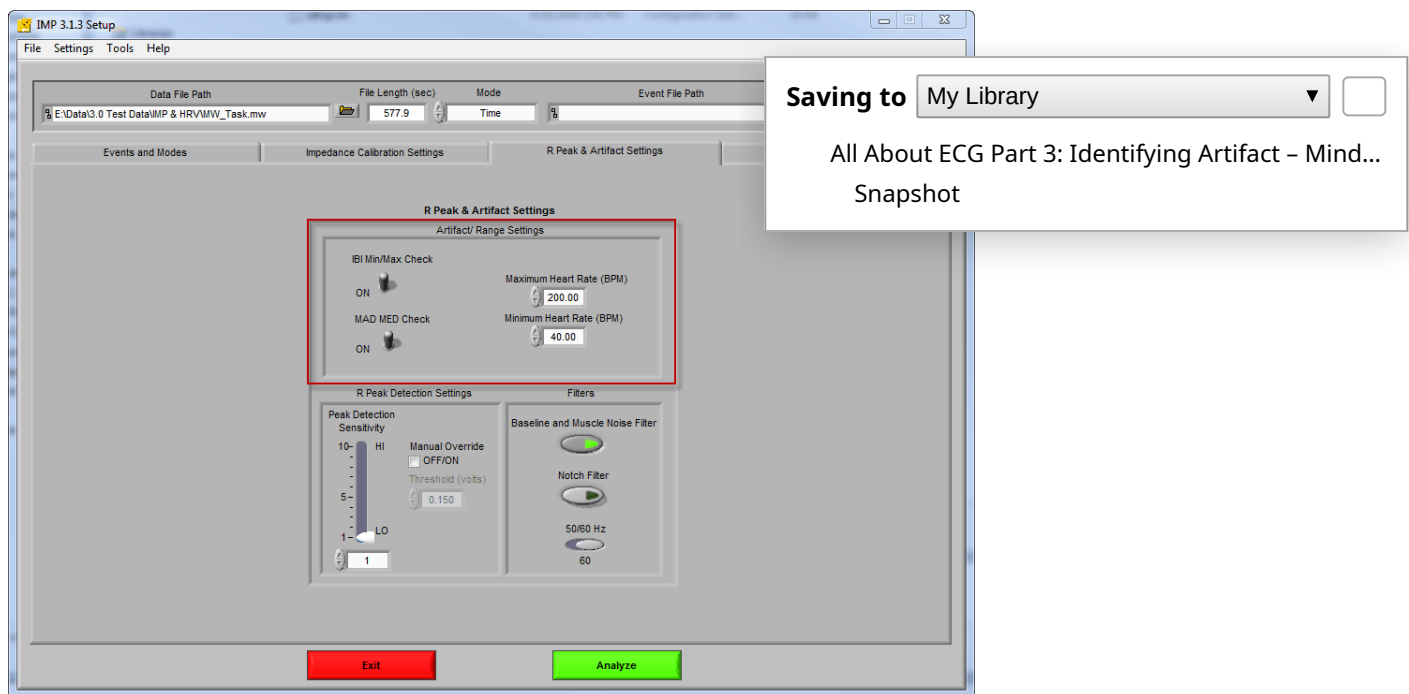 IMP 3.1.3 Setup
File Settings Tools Help
Data File Path File Length (sec) Mode Event File Path
E:\Data\3.0 Test Data\IMP & HRV\MW_Task.mw 577.9 Time
Saving to My Library ▼
All About ECG Part 3: Identifying Artifact – Mind...
Snapshot
Events and Modes Impedance Calibration Settings R Peak & Artifact Settings
R Peak & Artifact Settings
Artifact/ Range Settings
IBI Min/Max Check
Maximum Heart Rate (BPM)
ON 200.00
MAD MED Check Minimum Heart Rate (BPM)
40.00
ON
R Peak Detection Settings Filters
Peak Detection
Sensitivity
Baseline and Muscle Noise Filter
10- HI Manual Override
OFF/ON
Threshold (volts) Notch Filter
5- 0.150
LO 50/60 Hz
1-
1 60
Exit Analyze